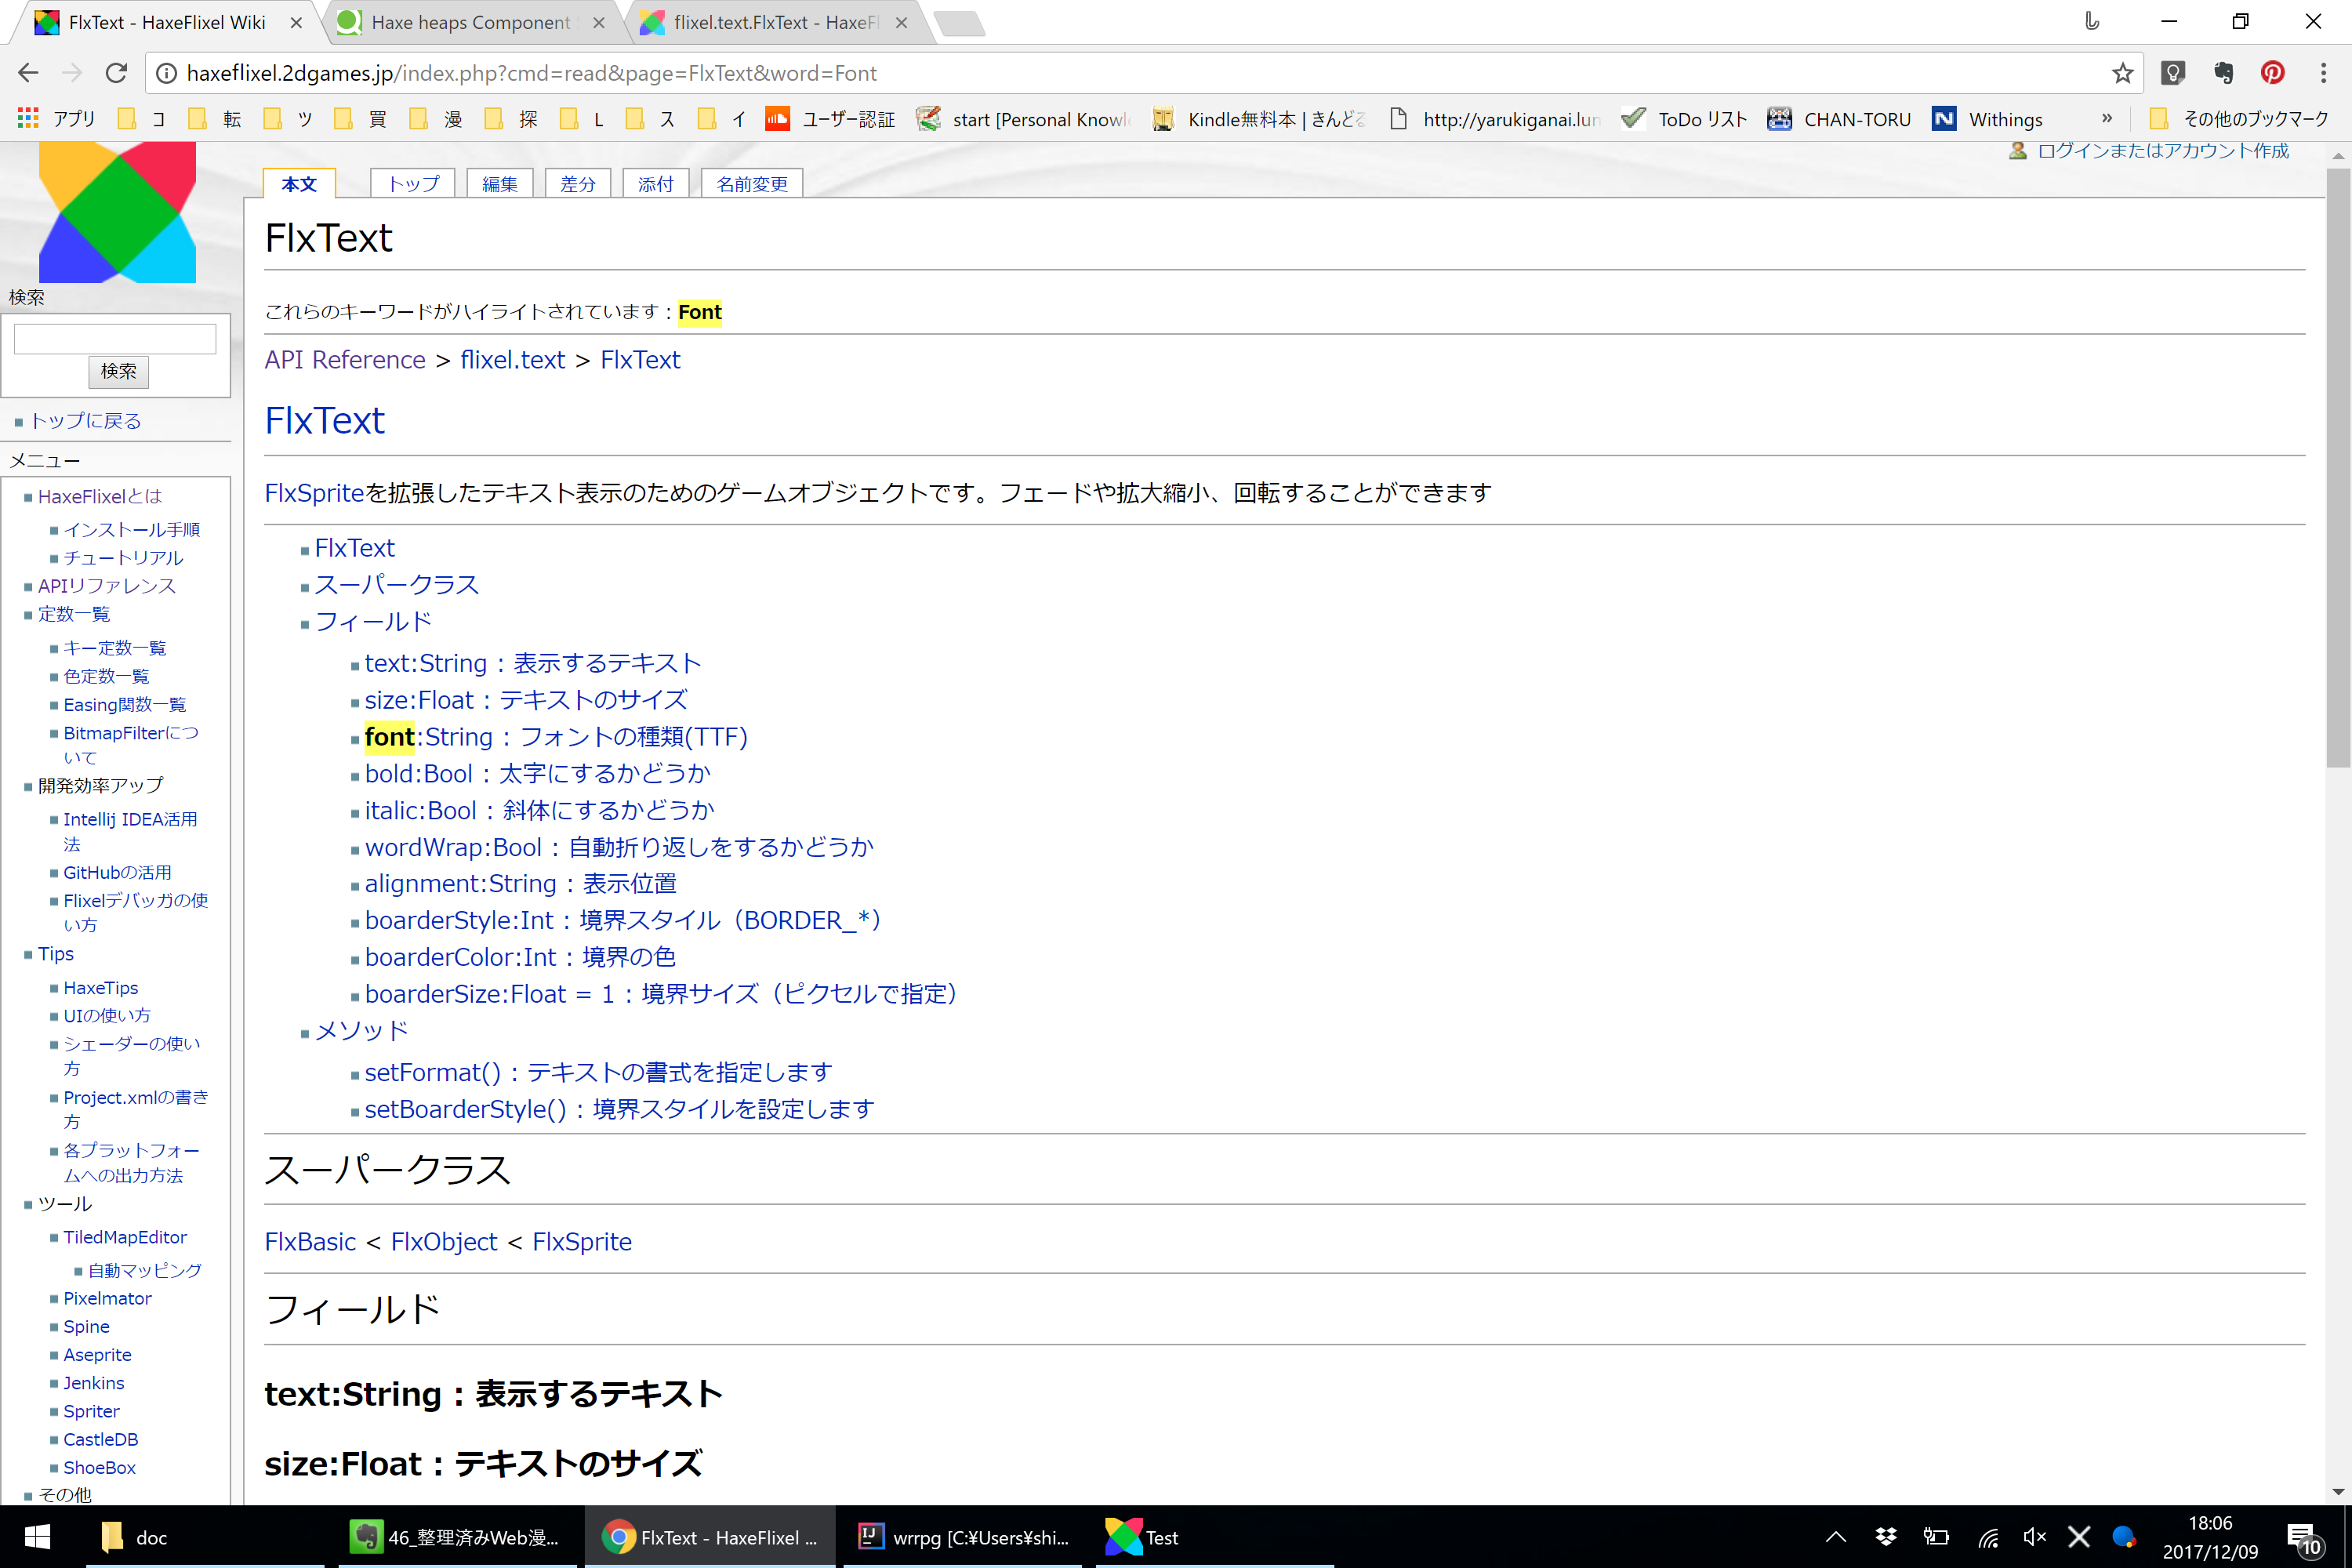 FlxText - HaxeFlixel Wiki
Haxe heaps Component
flixel.text.FlxText - HaxeFl
haxeflixel.2dgames.jp/index.php?cmd=read&page=FlxText&word=Font
アプリ コ 転 ツ 買 漫 探 L ス イ ユーザー認証 start [Personal Knowl Kindle無料本 | きんどる http://yarukiganai.lun ToDo リスト CHAN-TORU N Withings » その他のブックマーク
ログインまたはアカウント作成
本文 トップ 編集 差分 添付 名前変更
検索
検索
トップに戻る
メニュー
HaxeFlixelとは
インストール手順
チュートリアル
APIリファレンス
定数一覧
キー定数一覧
色定数一覧
Easing関数一覧
BitmapFilterにつ
いて
開発効率アップ
Intellij IDEA活用
法
GitHubの活用
Flixelデバッガの使
い方
Tips
HaxeTips
UIの使い方
シェーダーの使い
方
Project.xmlの書き
方
各プラットフォー
ムへの出力方法
ツール
TiledMapEditor
自動マッピング
Pixelmator
Spine
Aseprite
Jenkins
Spriter
CastleDB
ShoeBox
その他
FlxText
これらのキーワードがハイライトされています：Font
API Reference > flixel.text > FlxText
FlxText
FlxSpriteを拡張したテキスト表示のためのゲームオブジェクトです。フェードや拡大縮小、回転することができます
FlxText
スーパークラス
フィールド
text:String : 表示するテキスト
size:Float : テキストのサイズ
font:String : フォントの種類(TTF)
bold:Bool : 太字にするかどうか
italic:Bool : 斜体にするかどうか
wordWrap:Bool : 自動折り返しをするかどうか
alignment:String : 表示位置
boarderStyle:Int : 境界スタイル（BORDER_*）
boarderColor:Int : 境界の色
boarderSize:Float = 1 : 境界サイズ（ピクセルで指定）
メソッド
setFormat() : テキストの書式を指定します
setBoarderStyle() : 境界スタイルを設定します
スーパークラス
FlxBasic < FlxObject < FlxSprite
フィールド
text:String : 表示するテキスト
size:Float : テキストのサイズ
doc
46_整理済みWeb漫...
FlxText - HaxeFlixel ...
IJ
wrrpg [C:¥Users¥shi...
Test
18:06
2017/12/09
10